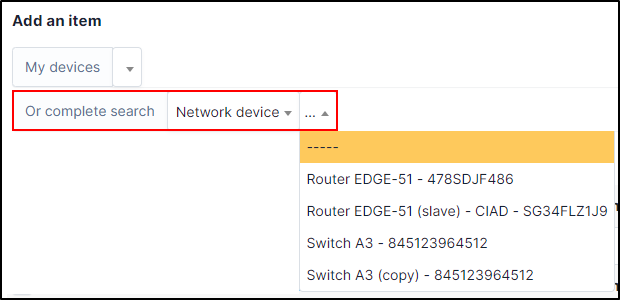 Add an item
My devices
Or complete search Network device ...
-----
Router EDGE-51 - 478SDJF486
Router EDGE-51 (slave) - CIAD - SG34FLZ1J9
Switch A3 - 845123964512
Switch A3 (copy) - 845123964512